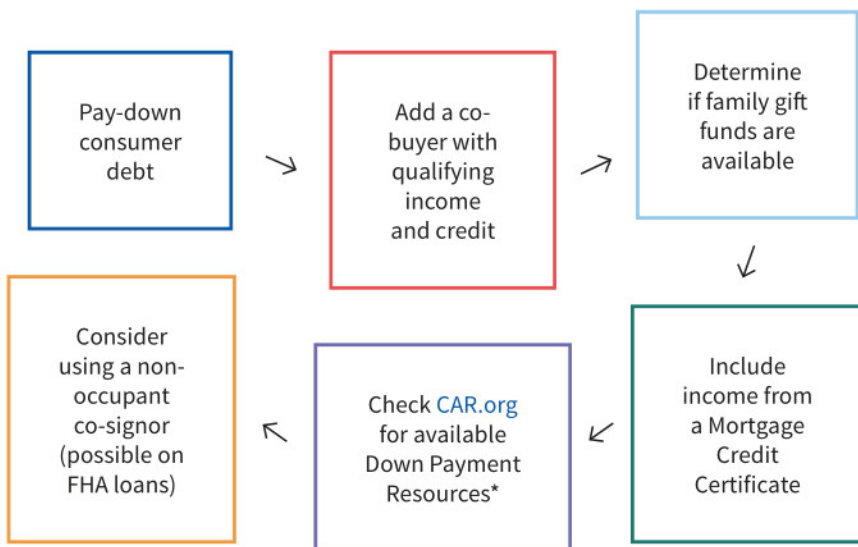 Pay-down
consumer
debt
Add a co-
buyer with
qualifying
income
and credit
Determine
if family gift
funds are
available
Include
income from
a Mortgage
Credit
Certificate
Check CAR.org
for available
Down Payment
Resources*
Consider
using a non-
occupant
co-signor
(possible on
FHA loans)